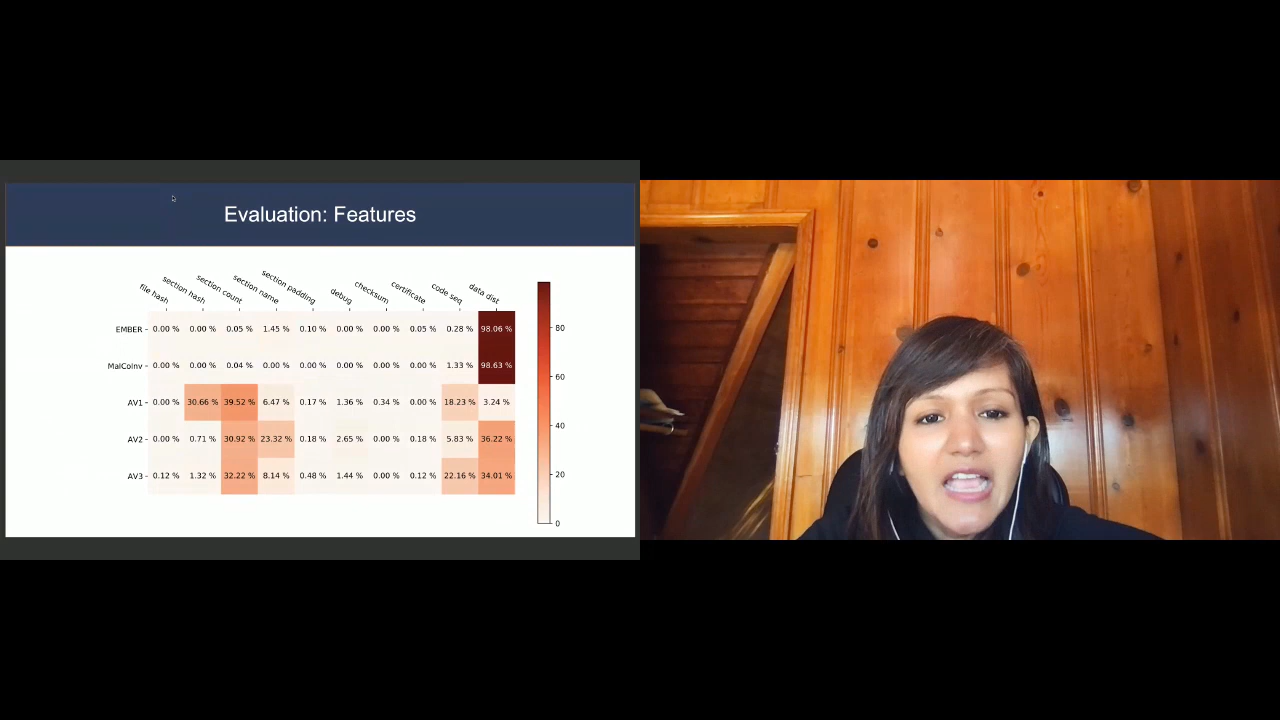 Evaluation: Features
file hash
section hash
section count
section name
section padding
debug
checksum
certificate
code seq
data dist
EMBER 0.00 % 0.00 % 0.05 % 1.45 % 0.10 % 0.00 % 0.00 % 0.05 % 0.28 % 98.06 %
MalConv 0.00 % 0.00 % 0.04 % 0.00 % 0.00 % 0.00 % 0.00 % 0.00 % 1.33 % 98.63 %
AV1 0.00 % 30.66 % 39.52 % 6.47 % 0.17 % 1.36 % 0.34 % 0.00 % 18.23 % 3.24 %
AV2 0.00 % 0.71 % 30.92 % 23.32 % 0.18 % 2.65 % 0.00 % 0.18 % 5.83 % 36.22 %
AV3 0.12 % 1.32 % 32.22 % 8.14 % 0.48 % 1.44 % 0.00 % 0.12 % 22.16 % 34.01 %
80
60
40
20
0